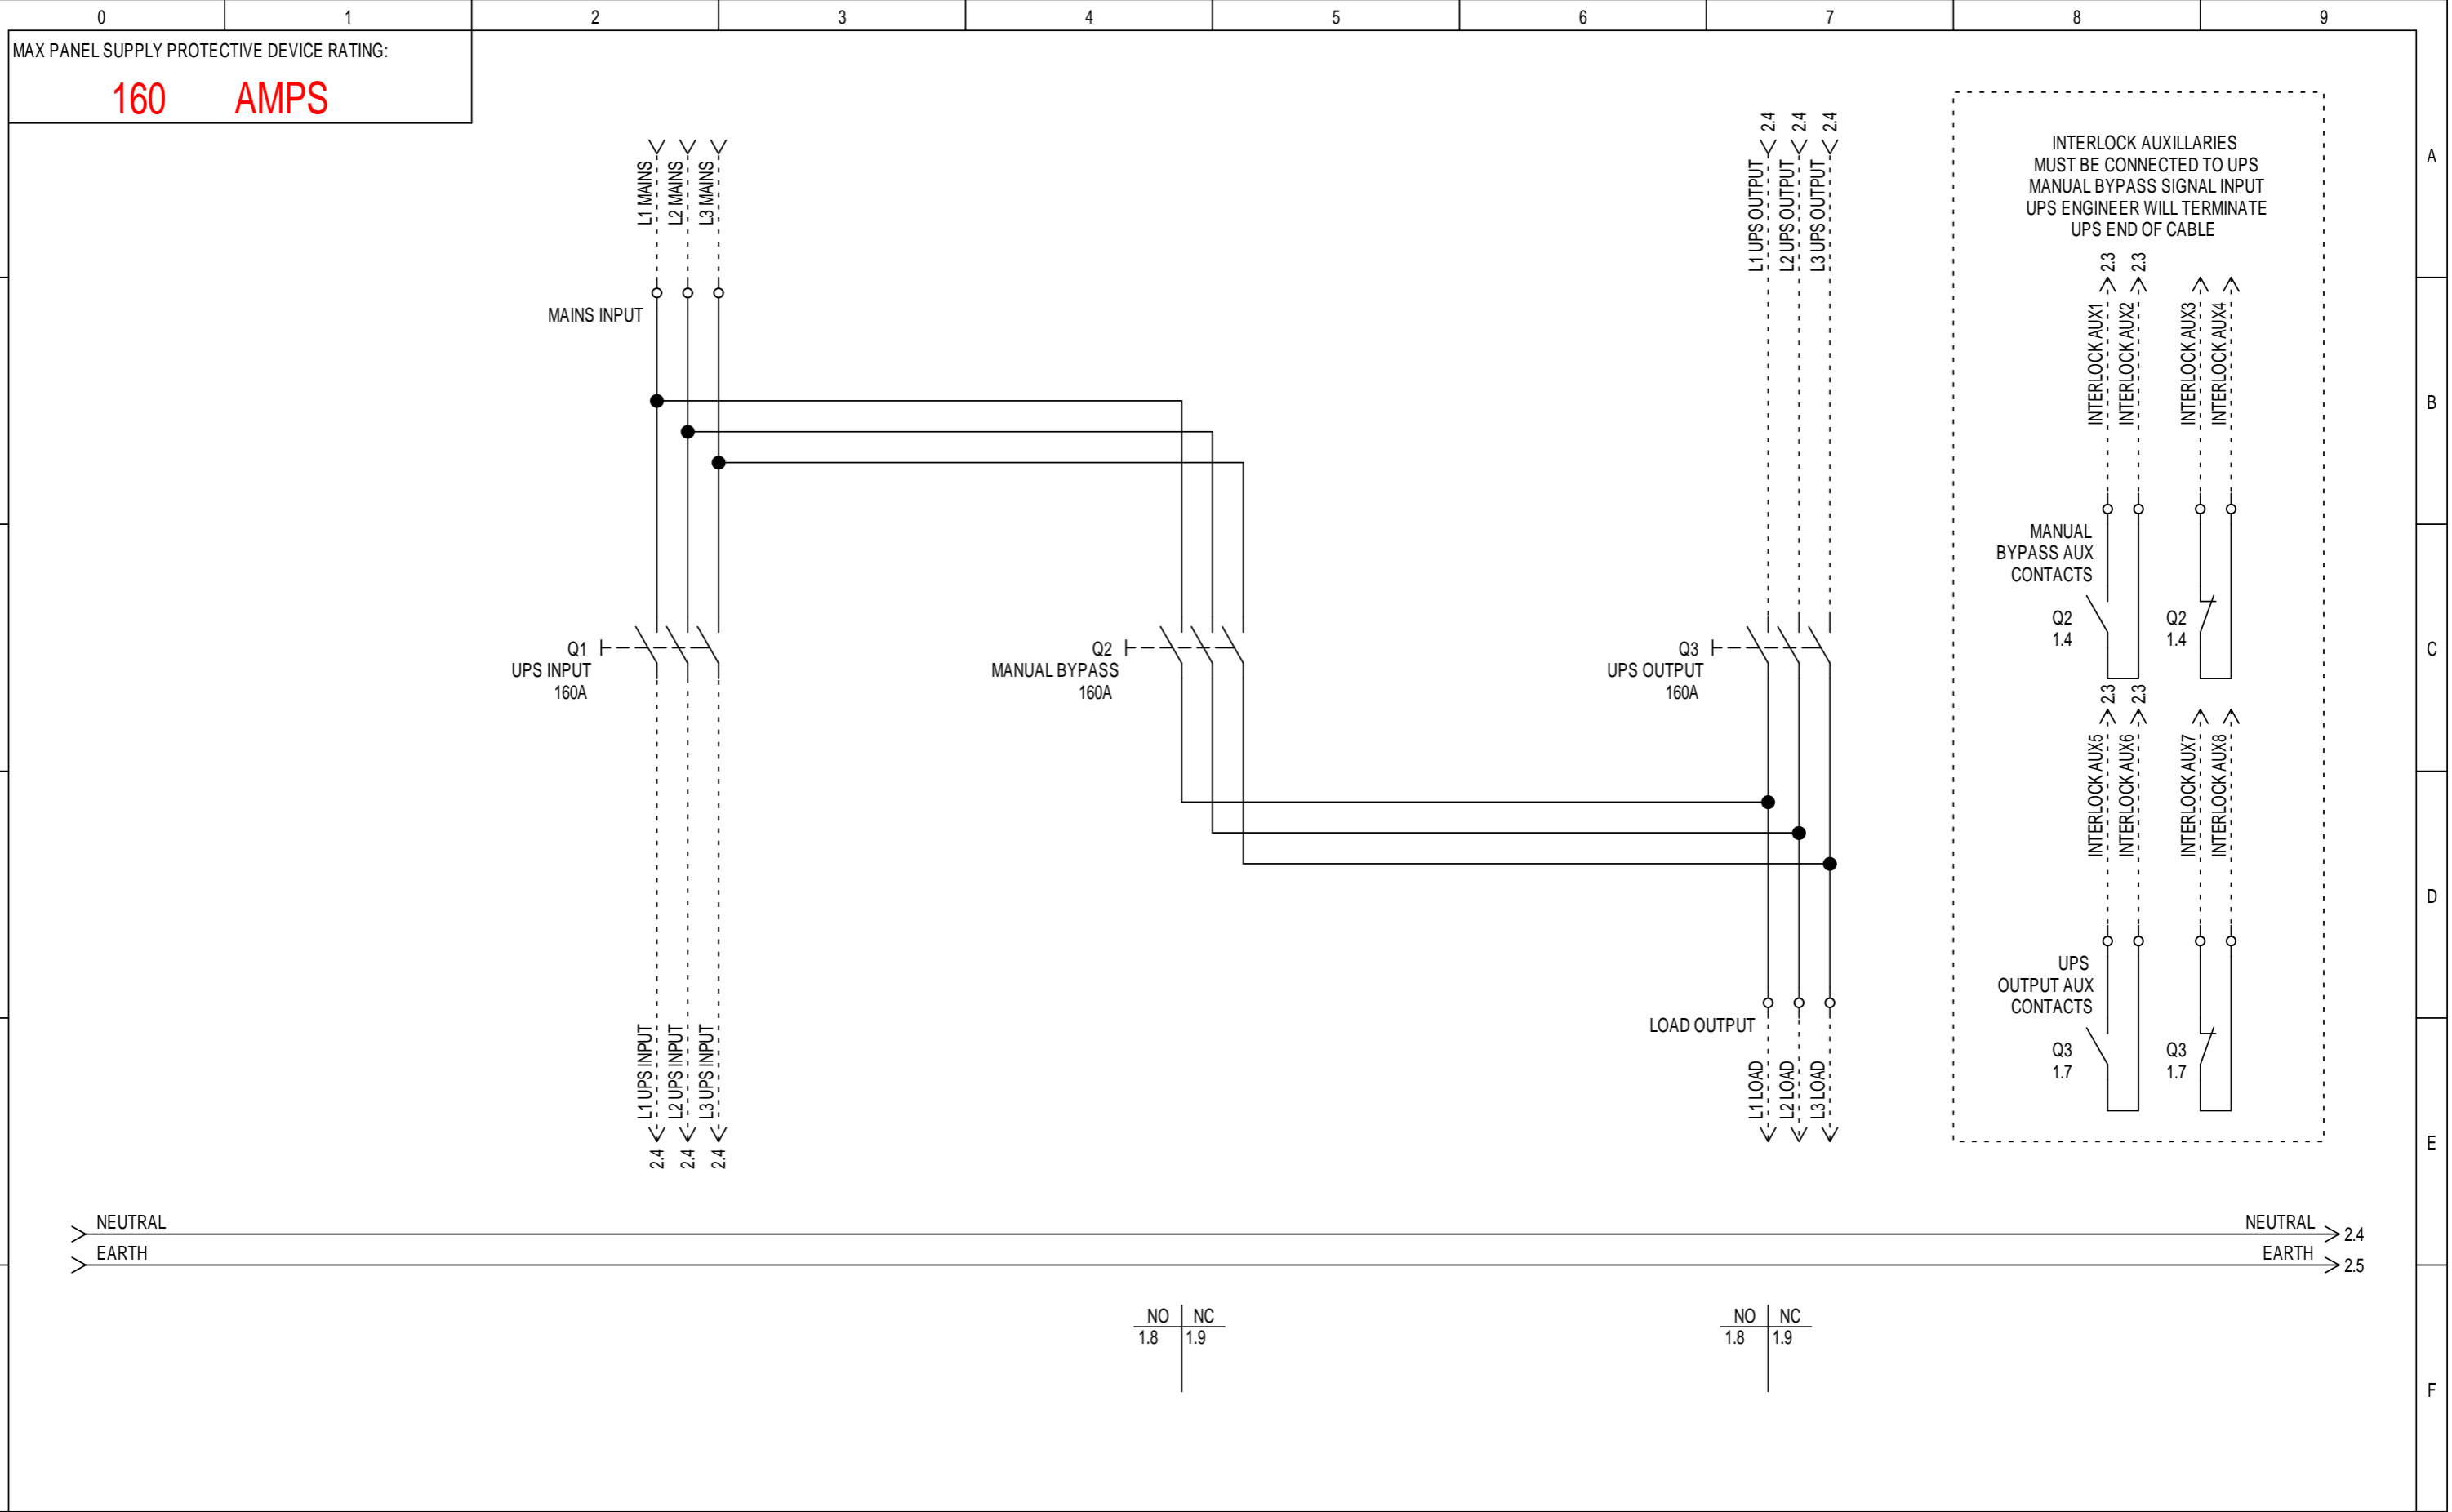 0 1 2 3 4 5 6 7 8 9
MAX PANEL SUPPLY PROTECTIVE DEVICE RATING:
160 AMPS
L1 MAINS
L2 MAINS
L3 MAINS
MAINS INPUT
2.4 2.4 2.4
L1 UPS OUTPUT
L2 UPS OUTPUT
L3 UPS OUTPUT
INTERLOCK AUXILLARIES
MUST BE CONNECTED TO UPS
MANUAL BYPASS SIGNAL INPUT
UPS ENGINEER WILL TERMINATE
UPS END OF CABLE
A
2.3 2.3
INTERLOCK AUX1
INTERLOCK AUX2
INTERLOCK AUX3
INTERLOCK AUX4
B
MANUAL
BYPASS AUX
CONTACTS
Q2
1.4
Q2
1.4
Q1
UPS INPUT
160A
Q2
MANUAL BYPASS
160A
Q3
UPS OUTPUT
160A
C
2.3 2.3
INTERLOCK AUX5
INTERLOCK AUX6
INTERLOCK AUX7
INTERLOCK AUX8
D
UPS
OUTPUT AUX
CONTACTS
Q3
1.7
Q3
1.7
L1 UPS INPUT
L2 UPS INPUT
L3 UPS INPUT
2.4 2.4 2.4
LOAD OUTPUT
L1 LOAD
L2 LOAD
L3 LOAD
E
NEUTRAL NEUTRAL 2.4
EARTH EARTH 2.5
NO NC
1.8 1.9
NO NC
1.8 1.9
F